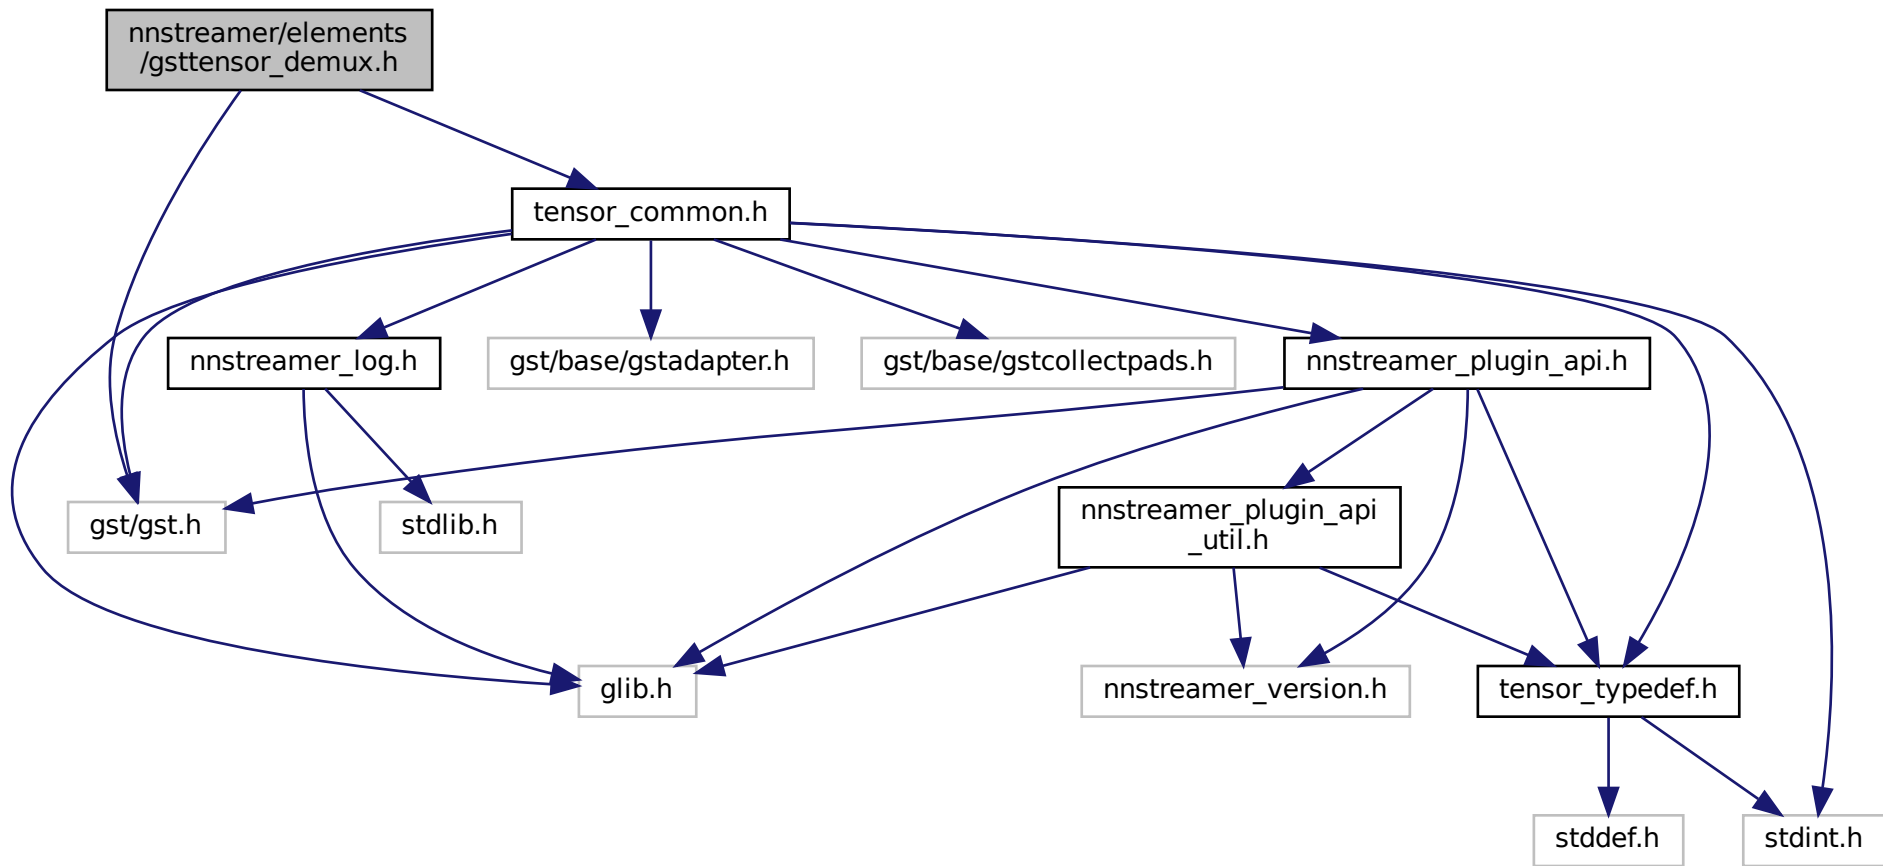 nnstreamer/elements
/gsttensor_demux.h
tensor_common.h
nnstreamer_log.h
gst/base/gstadapter.h
gst/base/gstcollectpads.h
nnstreamer_plugin_api.h
gst/gst.h
stdlib.h
nnstreamer_plugin_api
_util.h
glib.h
nnstreamer_version.h
tensor_typedef.h
stddef.h
stdint.h